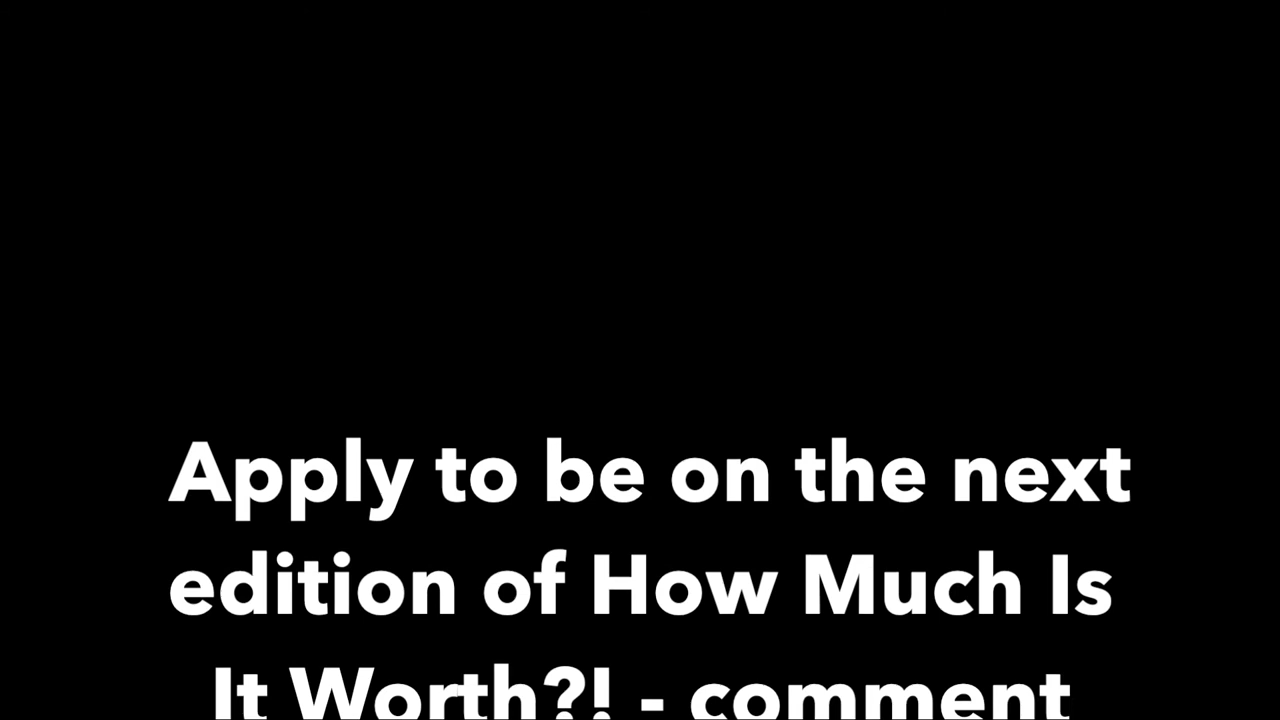 Apply to be on the next
edition of How Much Is
It Worth?! - comment